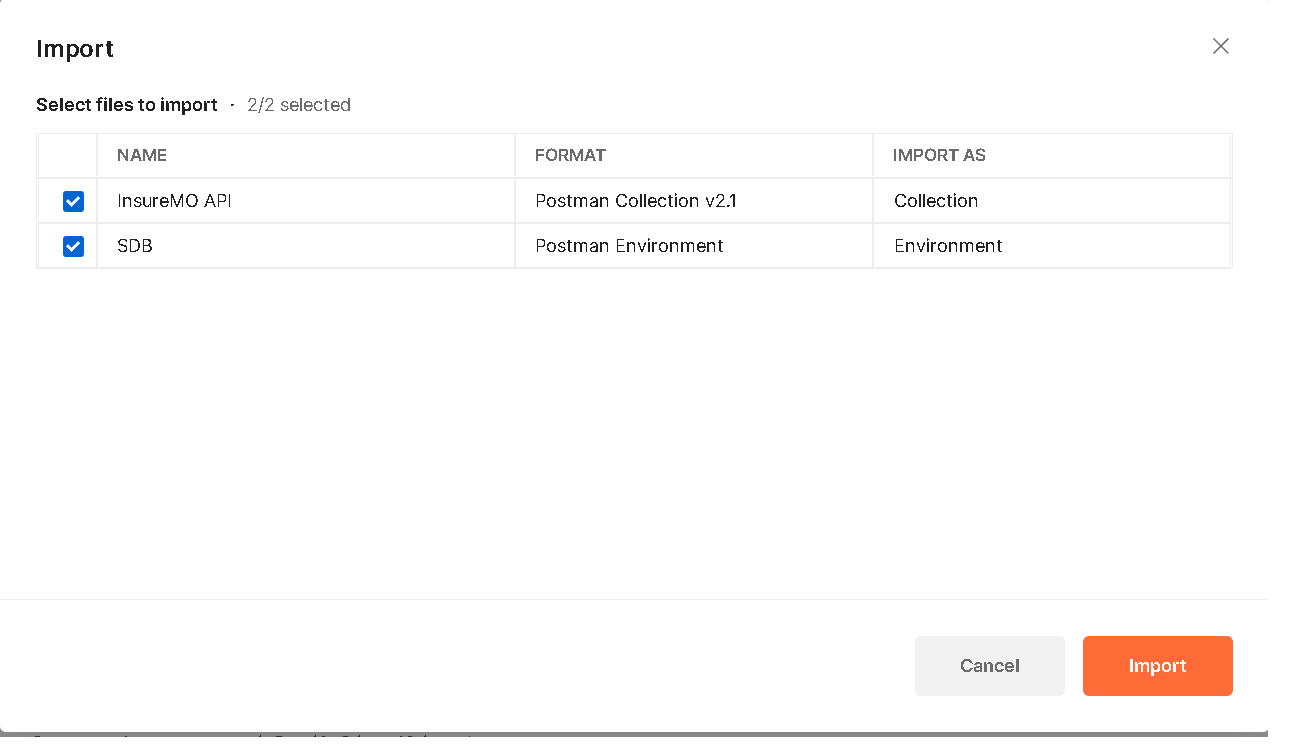 Import
Select files to import · 2/2 selected
NAME FORMAT IMPORT AS
InsureMO API Postman Collection v2.1 Collection
SDB Postman Environment Environment
Cancel Import